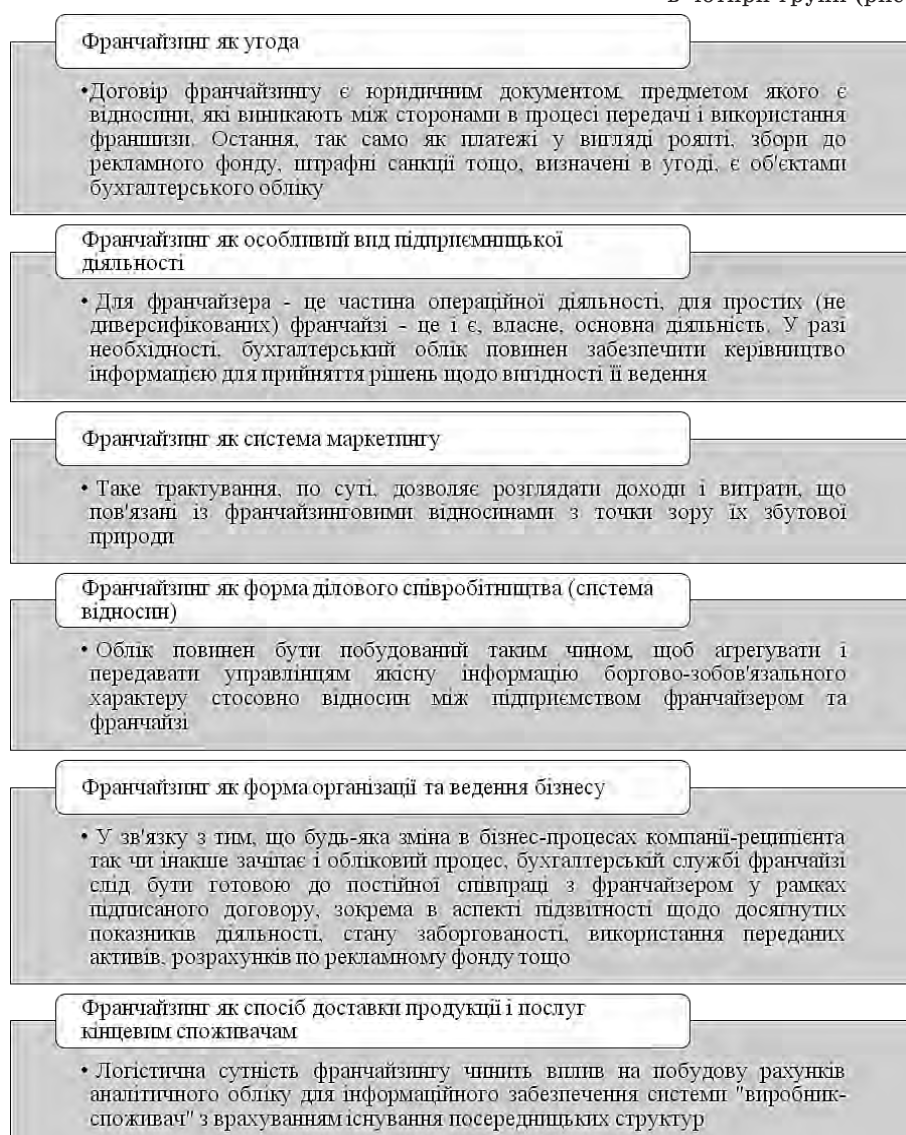 в чотири групи (рис
Франчайзинг як угода
•Договір франчайзингу є юридичним документом, предметом якого є
відносини, які виникають між сторонами в процесі передачі і використання
франшизи. Остання, так само як платежі у вигляді роялті, збори до
рекламного фонду, штрафні санкції тощо, визначені в угоді, є об'єктами
бухгалтерського обліку
Франчайзинг як особливий вид підприємницької
діяльності
• Для франчайзера - це частина операційної діяльності, для простих (не
диверсифікованих) франчайзі - це і є, власне, основна діяльність. У разі
необхідності, бухгалтерський облік повинен забезпечити керівництво
інформацією для прийняття рішень щодо вигідності її ведення
Франчайзинг як система маркетингу
• Таке трактування, по суті, дозволяє розглядати доходи і витрати, що
пов'язані із франчайзинговими відносинами з точки зору їх збутової
природи
Франчайзинг як форма ділового співробітництва (система
відносин)
• Облік повинен бути побудований таким чином, щоб агрегувати і
передавати управлінцям якісну інформацію боргово-зобов'язального
характеру стосовно відносин між підприємством франчайзером та
франчайзі
Франчайзинг як форма організації та ведення бізнесу
• У зв'язку з тим, що будь-яка зміна в бізнес-процесах компанії-реципієнта
так чи інакше зачіпає і обліковий процес, бухгалтерській службі франчайзі
слід бути готовою до постійної співпраці з франчайзером у рамках
підписаного договору, зокрема в аспекті підзвітності щодо досягнутих
показників діяльності, стану заборгованості, використання переданих
активів, розрахунків по рекламному фонду тощо
Франчайзинг як спосіб доставки продукції і послуг
кінцевим споживачам
• Логістична сутність франчайзингу чинить вплив на побудову рахунків
аналітичного обліку для інформаційного забезпечення системи "виробник-
споживач" з врахуванням існування посередницьких структур